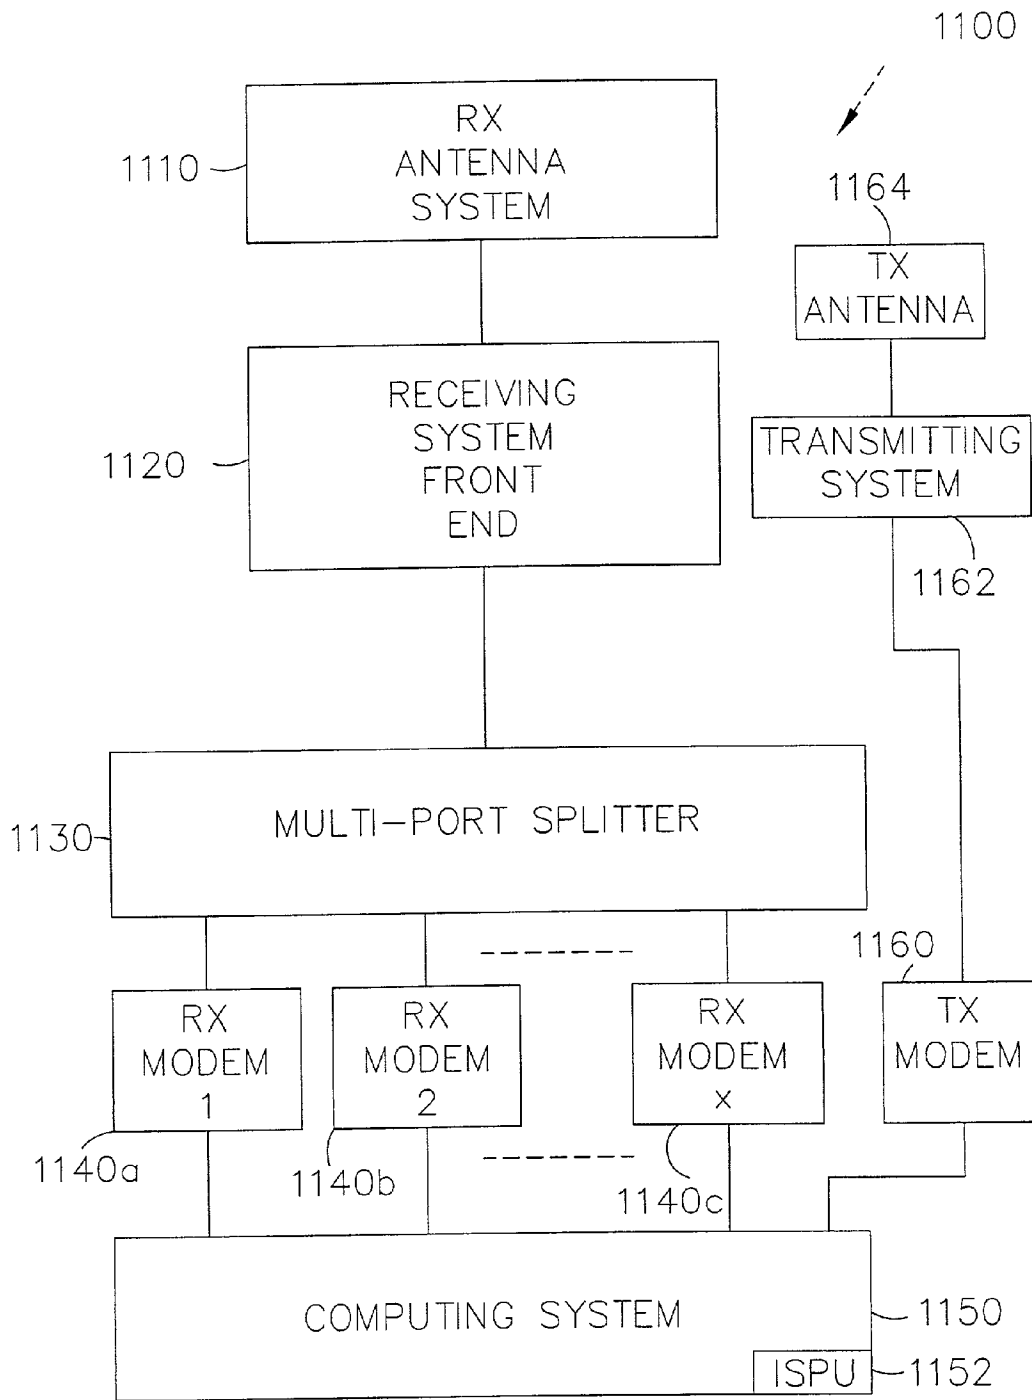 1100
RX
ANTENNA
SYSTEM
1110
1164
TX
ANTENNA
RECEIVING
SYSTEM
FRONT
END
1120
TRANSMITTING
SYSTEM
1162
MULTI-PORT SPLITTER
1130
1160
RX
MODEM
1
RX
MODEM
2
RX
MODEM
x
TX
MODEM
1140a
1140b
1140c
COMPUTING SYSTEM
1150
ISPU
1152